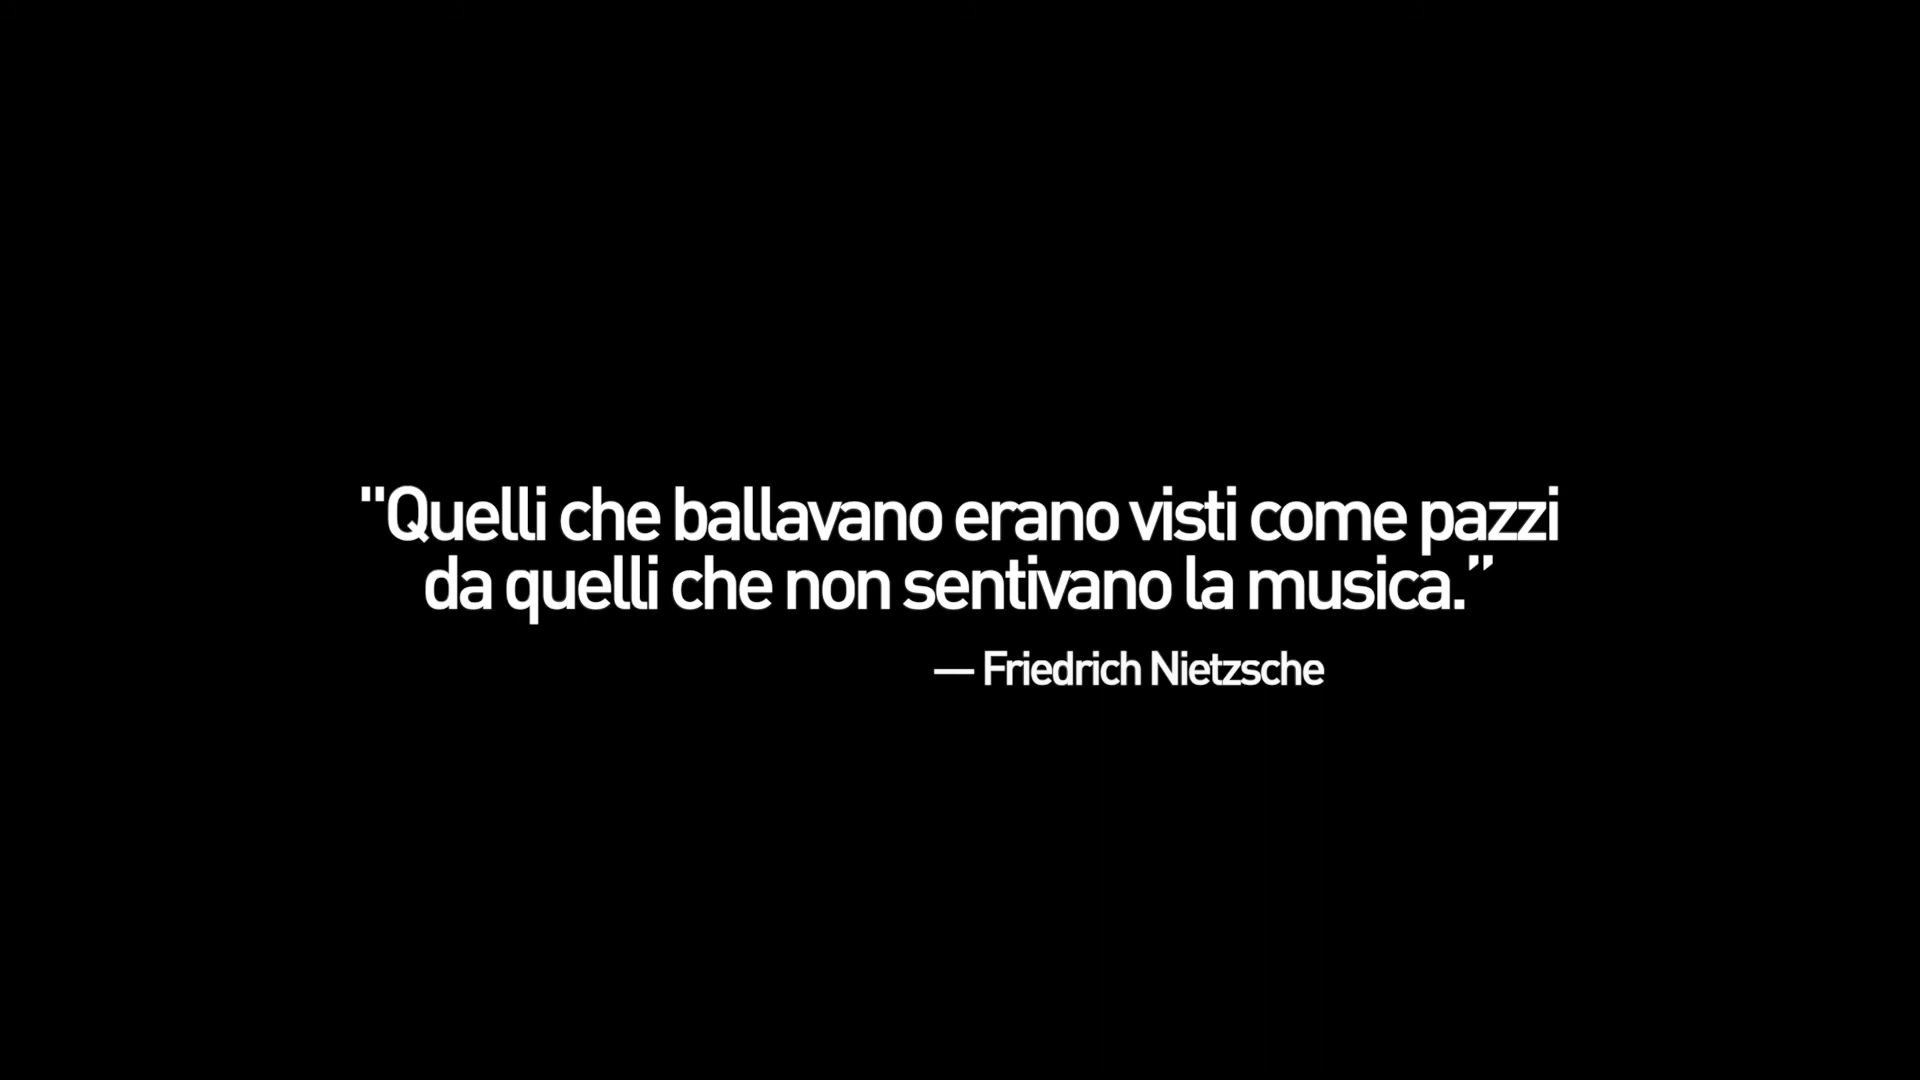 "Quelli che ballavano erano visti come pazzi
da quelli che non sentivano la musica.”
— Friedrich Nietzsche